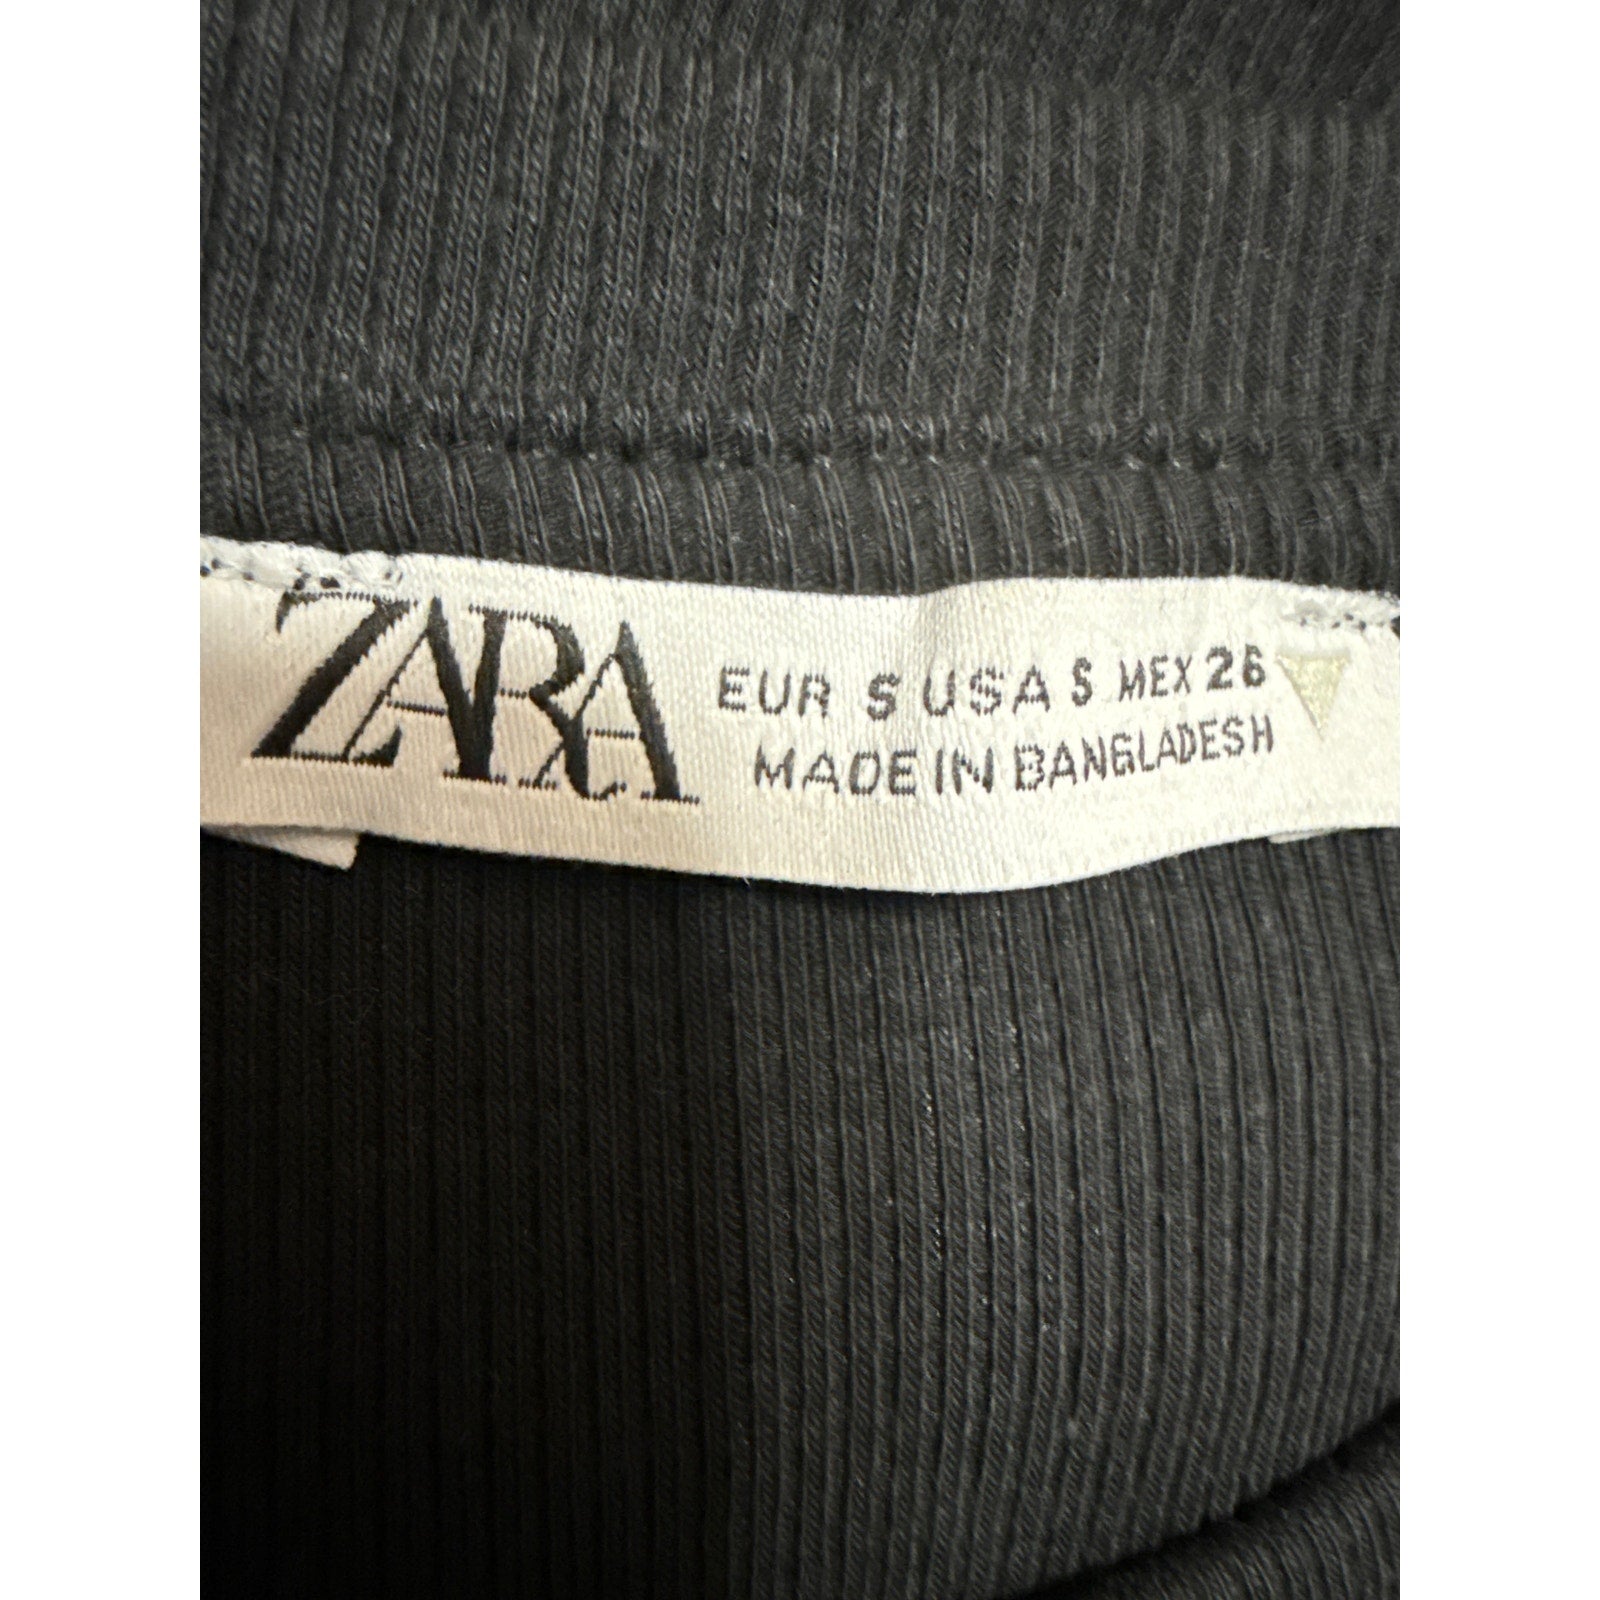 ZARA
EUR S USA S MEX 26
MADE IN BANGLADESH